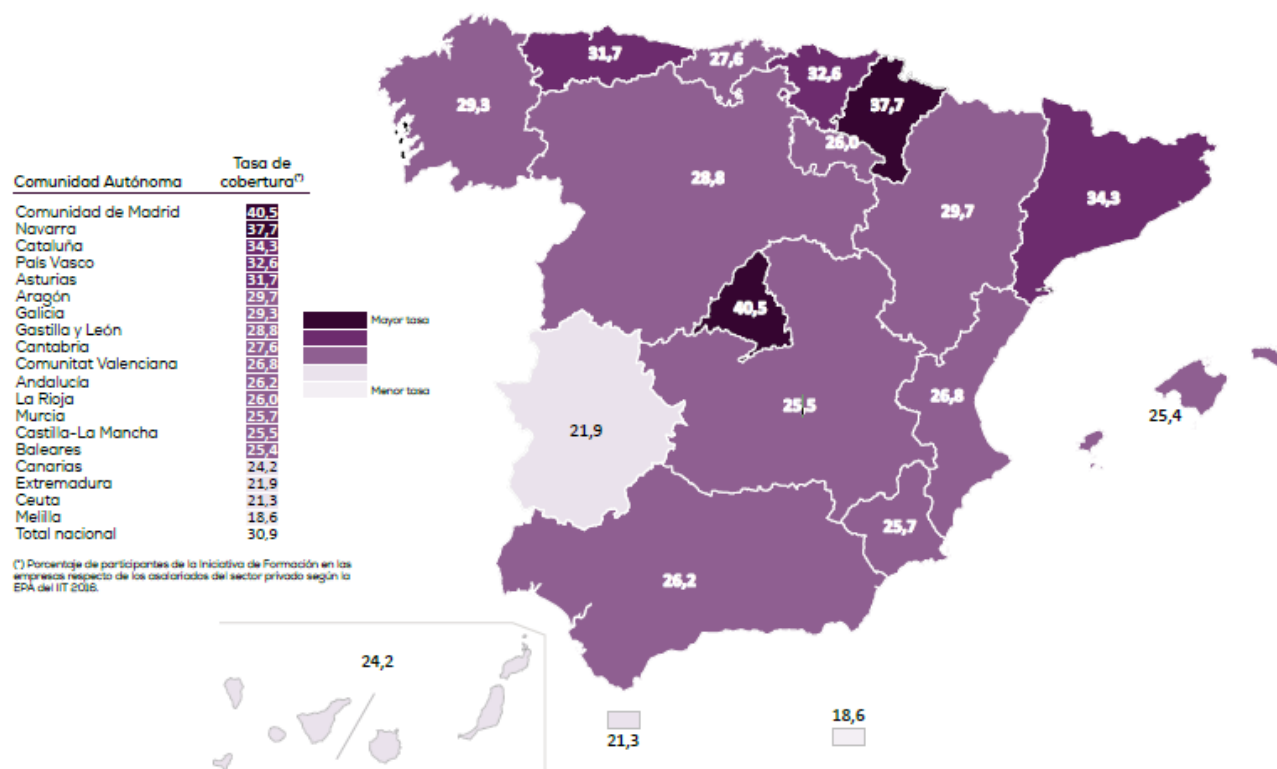 Comunidad Autónoma Tasa de cobertura(*)
Comunidad de Madrid 40,5
Navarra 37,7
Cataluña 34,3
País Vasco 32,6
Asturias 31,7
Aragón 29,7
Galicia 29,3
Gastilla y León 28,8
Cantabria 27,6
Comunitat Valenciana 26,8
Andalucía 26,2
La Rioja 26,0
Murcia 25,7
Castilla-La Mancha 25,5
Baleares 25,4
Canarias 24,2
Extremadura 21,9
Ceuta 21,3
Melilla 18,6
Total nacional 30,9
(*) Porcentaje de participantes de la Iniciativa de Formación en las
empresas respecto de los asalariados del sector privado según la
EPA del IIT 2016.
Mayor tasa
Menor tasa
31,7
27,6
32,6
37,7
29,3
26,0
28,8
29,7
34,3
40,5
25,5
26,8
25,4
21,9
25,7
26,2
24,2
21,3
18,6